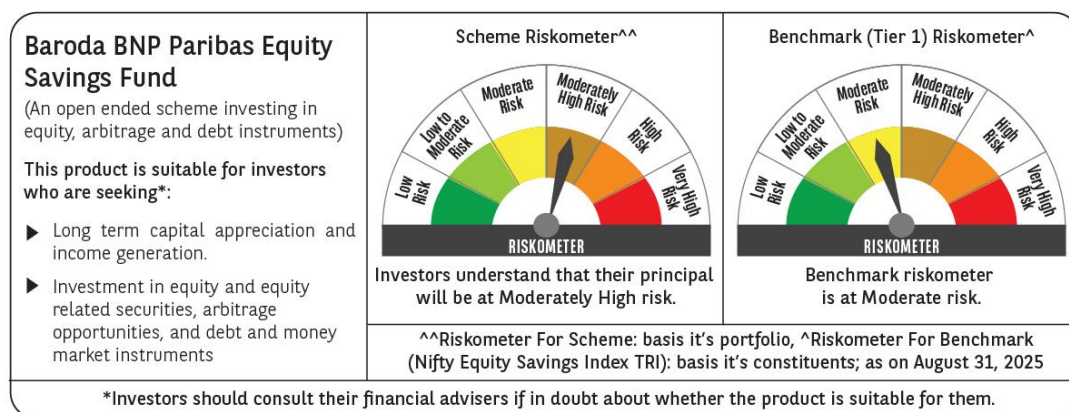 Baroda BNP Paribas Equity
Savings Fund
(An open ended scheme investing in
equity, arbitrage and debt instruments)
This product is suitable for investors
who are seeking*:
▶ Long term capital appreciation and
income generation.
▶ Investment in equity and equity
related securities, arbitrage
opportunities, and debt and money
market instruments
Scheme Riskometer^^
Low
Risk
Low to
Moderate
Risk
Moderate
Risk
Moderately
High Risk
High
Risk
Very High
Risk
RISKOMETER
Investors understand that their principal
will be at Moderately High risk.
Benchmark (Tier 1) Riskometer^
Low
Risk
Low to
Moderate
Risk
Moderate
Risk
Moderately
High Risk
High
Risk
Very High
Risk
RISKOMETER
Benchmark riskometer
is at Moderate risk.
^^Riskometer For Scheme: basis it's portfolio, ^Riskometer For Benchmark
(Nifty Equity Savings Index TRI): basis it's constituents; as on August 31, 2025
*Investors should consult their financial advisers if in doubt about whether the product is suitable for them.